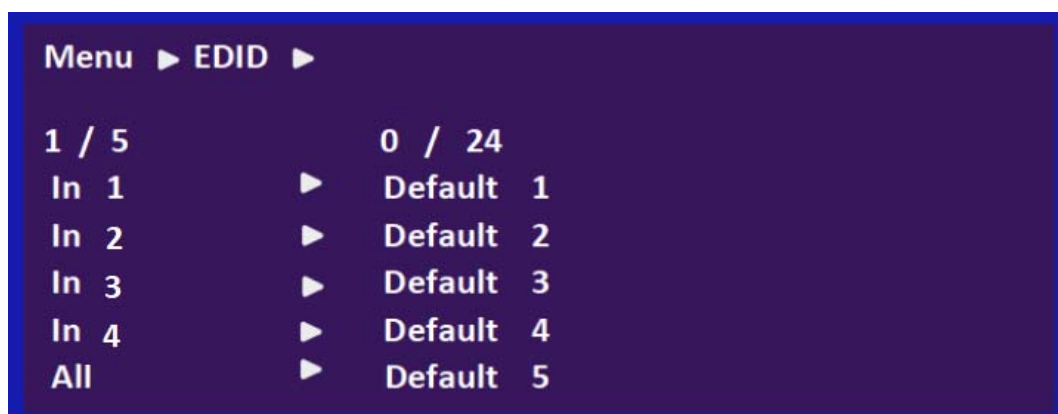 Menu ▶ EDID ▶
1 / 5 0 / 24
In 1 ▶ Default 1
In 2 ▶ Default 2
In 3 ▶ Default 3
In 4 ▶ Default 4
All ▶ Default 5